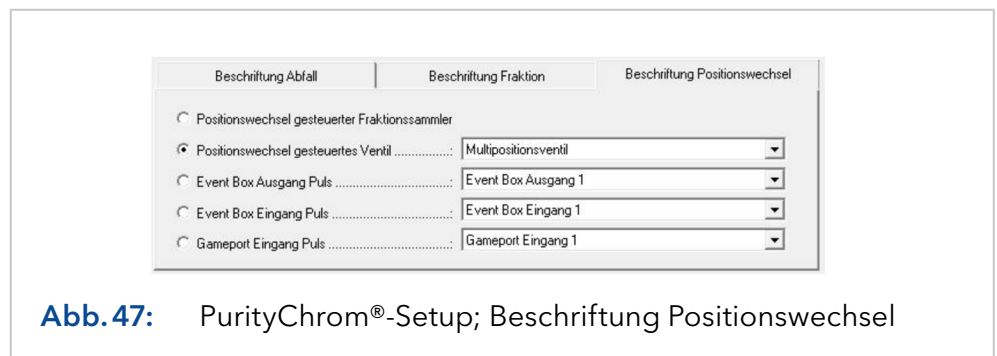 Beschriftung Abfall Beschriftung Fraktion Beschriftung Positionswechsel
Positionswechsel gesteuerter Fraktionssammler
Positionswechsel gesteuertes Ventil ...............: Multipositionsventil
Event Box Ausgang Puls ...............................: Event Box Ausgang 1
Event Box Eingang Puls ................................: Event Box Eingang 1
Gameport Eingang Puls ................................: Gameport Eingang 1
Abb. 47: PurityChrom®-Setup; Beschriftung Positionswechsel